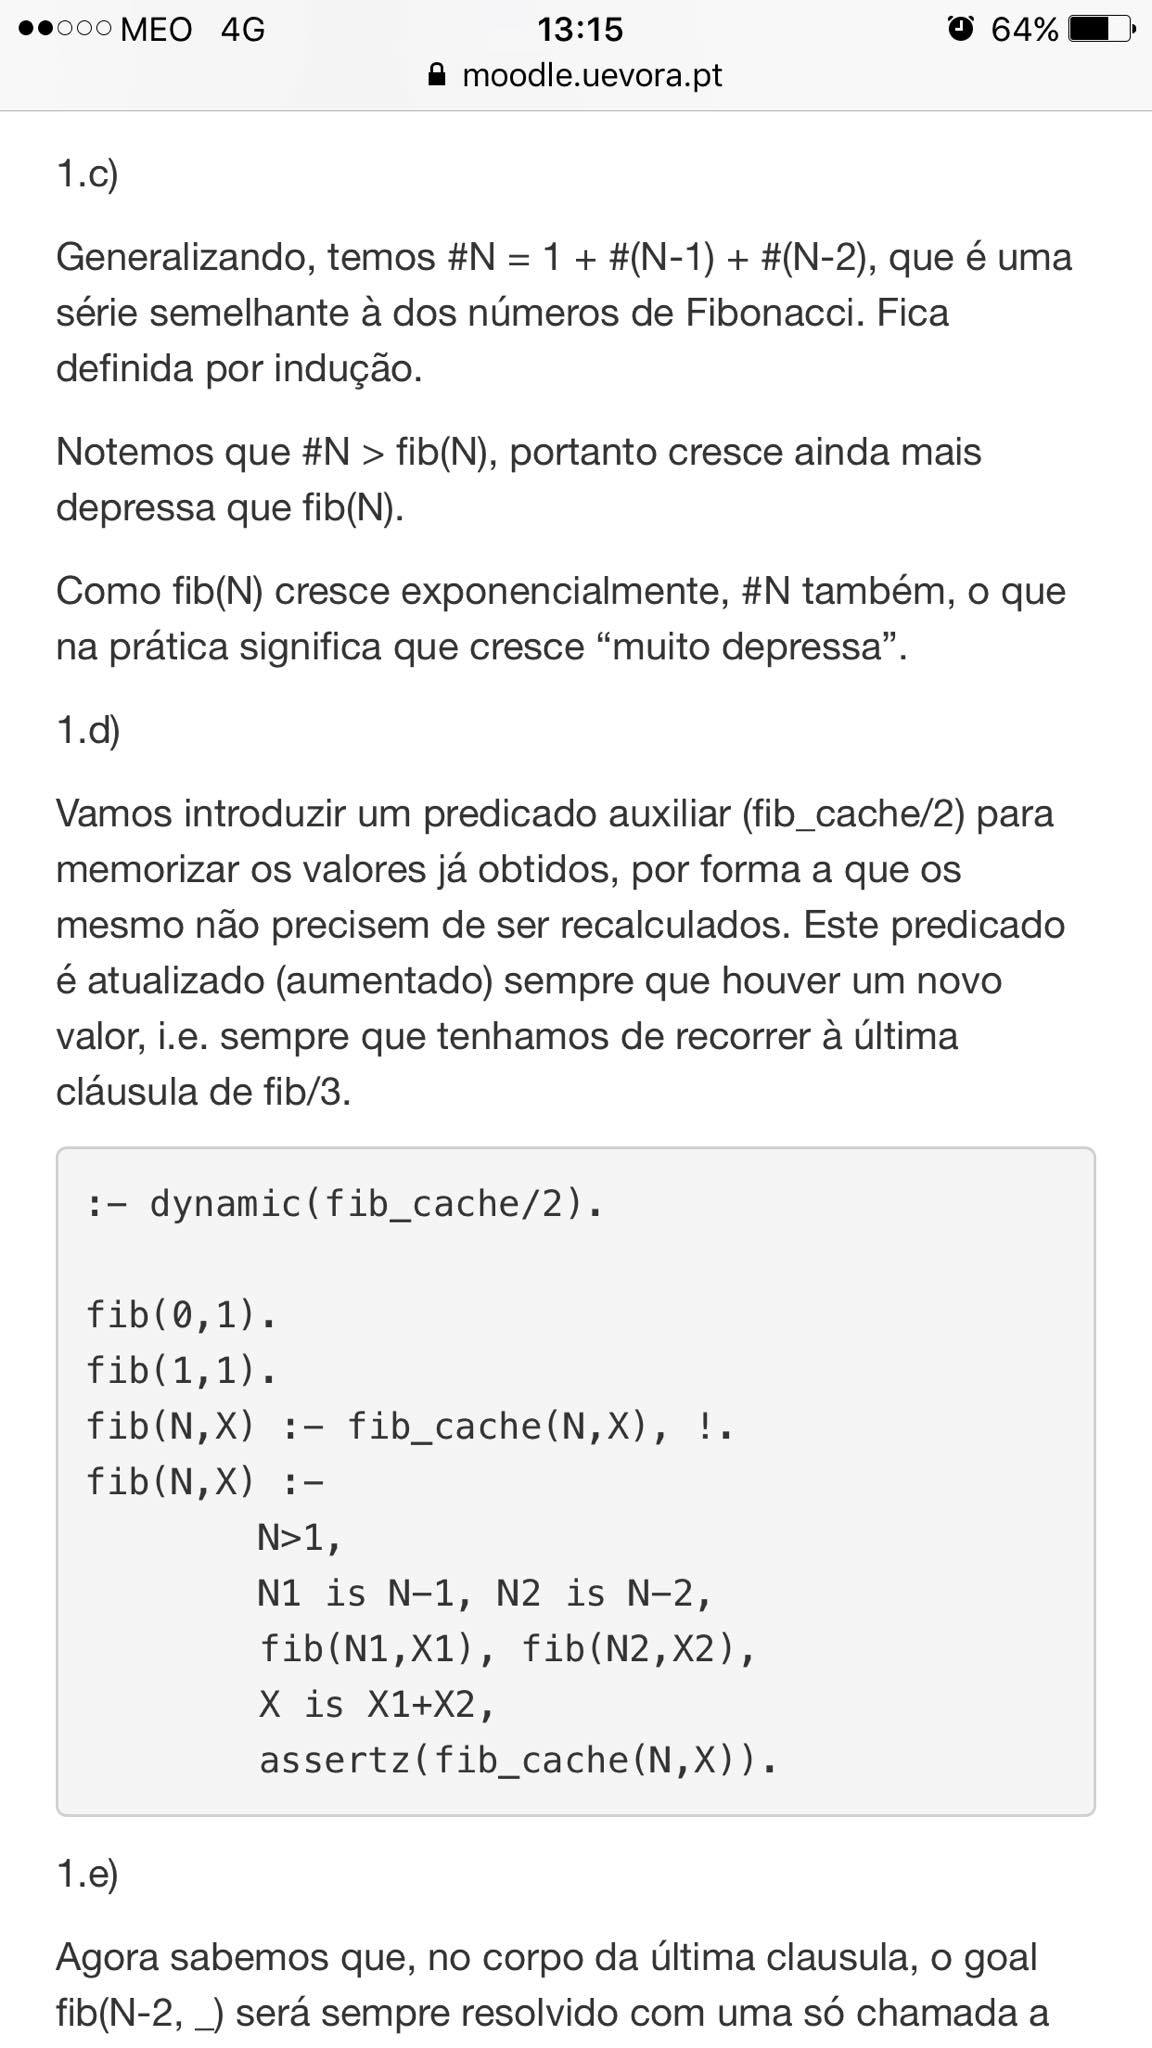 MEO 4G 13:15 64%
moodle.uevora.pt
1.c)
Generalizando, temos #N = 1 + #(N-1) + #(N-2), que é uma
série semelhante à dos números de Fibonacci. Fica
definida por indução.
Notemos que #N > fib(N), portanto cresce ainda mais
depressa que fib(N).
Como fib(N) cresce exponencialmente, #N também, o que
na prática significa que cresce “muito depressa”.
1.d)
Vamos introduzir um predicado auxiliar (fib_cache/2) para
memorizar os valores já obtidos, por forma a que os
mesmo não precisem de ser recalculados. Este predicado
é atualizado (aumentado) sempre que houver um novo
valor, i.e. sempre que tenhamos de recorrer à última
cláusula de fib/3.
:- dynamic(fib_cache/2).
fib(0,1).
fib(1,1).
fib(N,X) :- fib_cache(N,X), !.
fib(N,X) :-
N>1,
N1 is N-1, N2 is N-2,
fib(N1,X1), fib(N2,X2),
X is X1+X2,
assertz(fib_cache(N,X)).
1.e)
Agora sabemos que, no corpo da última clausula, o goal
fib(N-2, _) será sempre resolvido com uma só chamada a